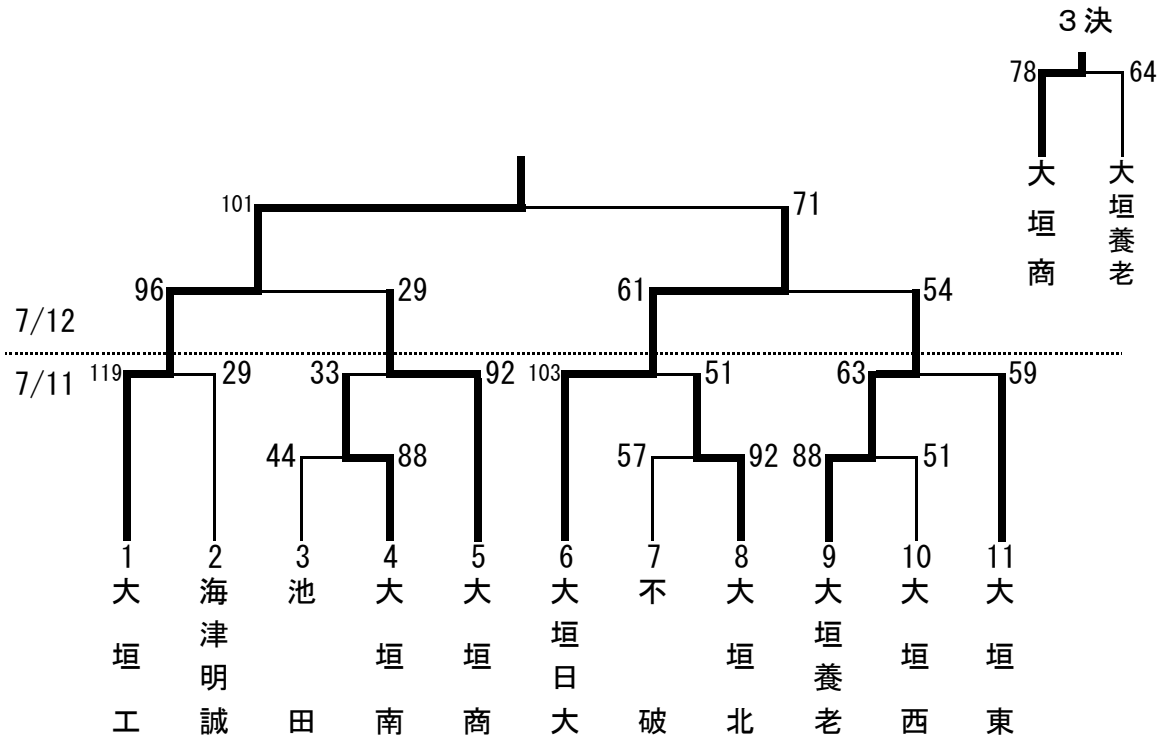 ３決
78 64
大垣商 大垣養老
101 71
96 29 61 54
7/12
7/11
119 29 33 92 103 51 63 59
44 88 57 92 88 51
1 2 3 4 5 6 7 8 9 10 11
大垣工 海津明誠 池田 大垣南 大垣商 大垣日大 不破 大垣北 大垣養老 大垣西 大垣東